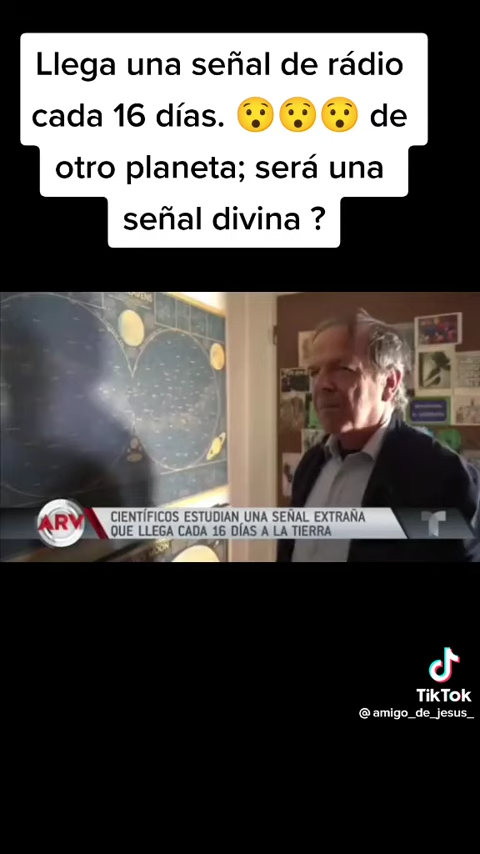 Llega una señal de rádio
cada 16 días. 😯😯😯 de
otro planeta; será una
señal divina ?
ARV
CIENTÍFICOS ESTUDIAN UNA SEÑAL EXTRAÑA
QUE LLEGA CADA 16 DÍAS A LA TIERRA
TikTok
@amigo_de_jesus_